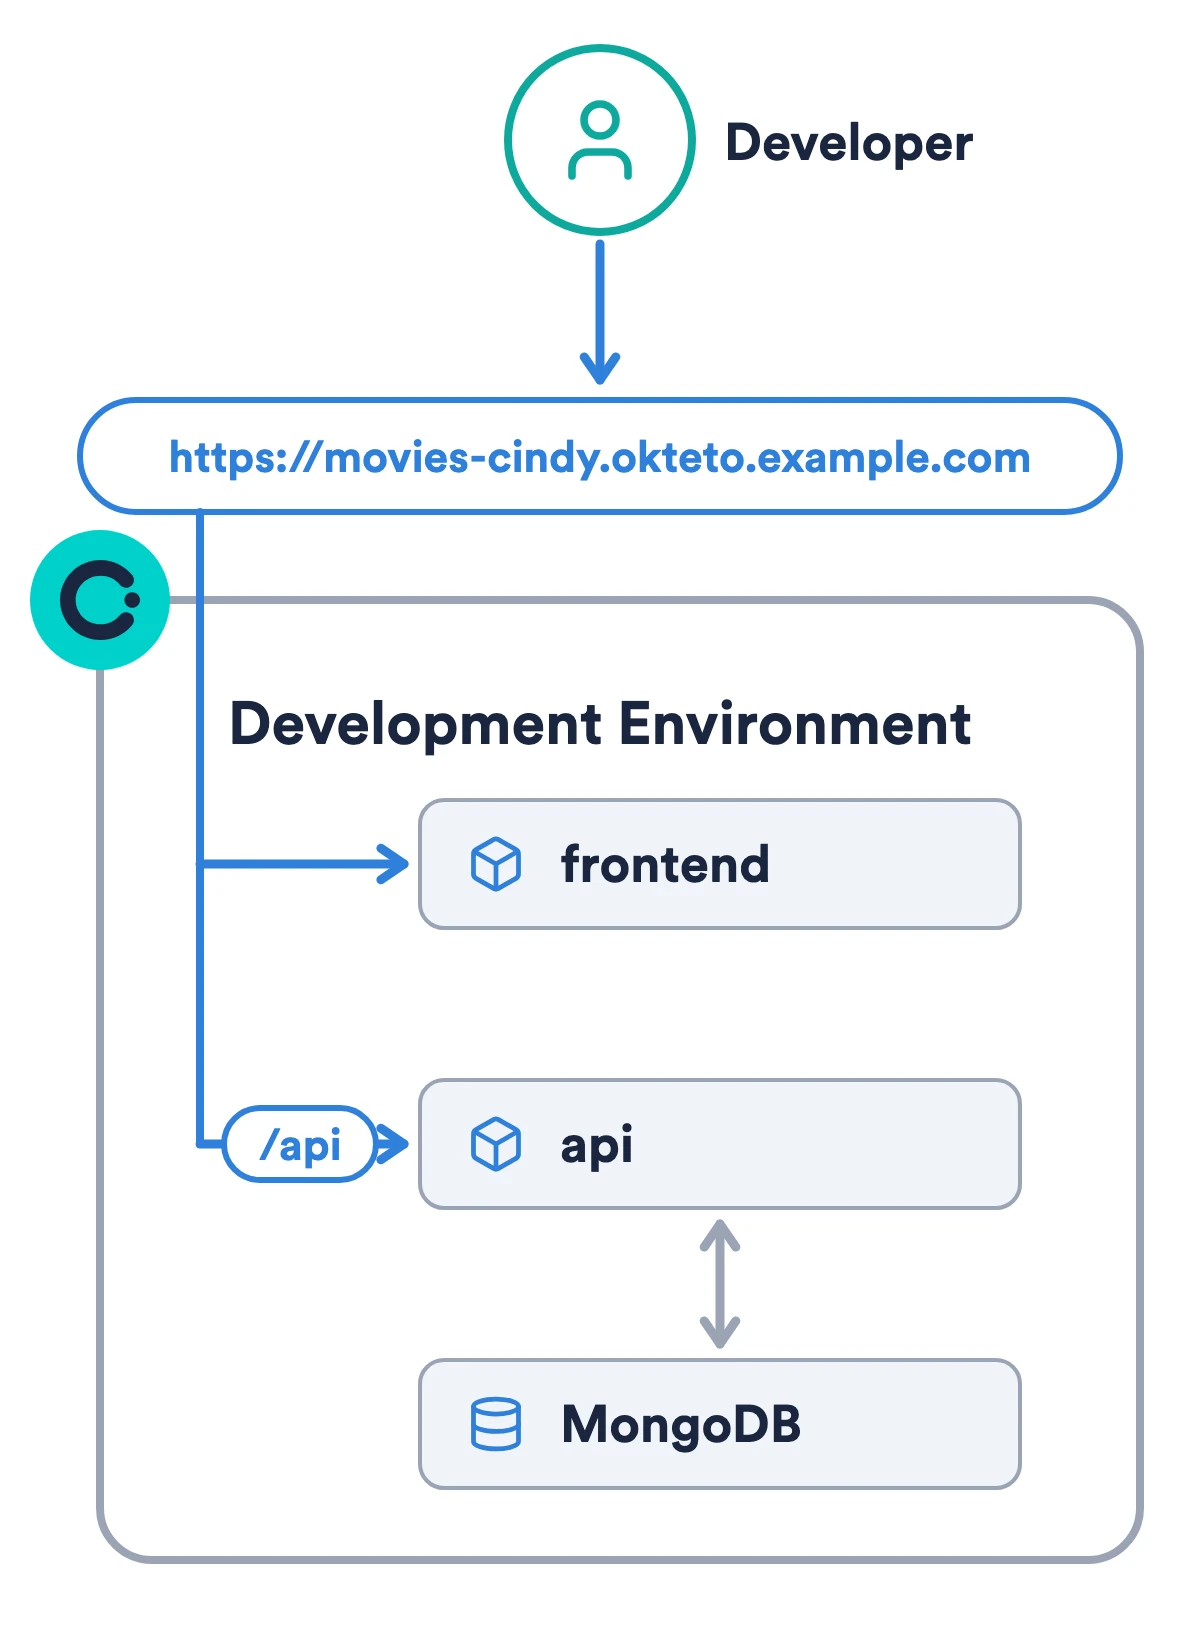 Developer
https://movies-cindy.okteto.example.com
Development Environment
frontend
/api
api
MongoDB